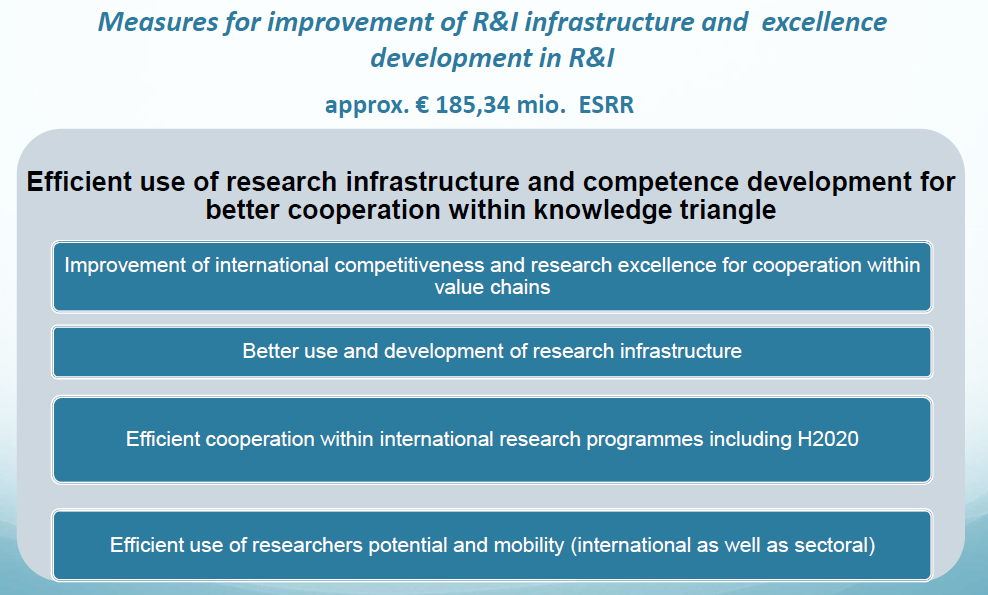 Measures for improvement of R&I infrastructure and  excellence
development in R&I
approx. € 185,34 mio.  ESRR
Efficient use of research infrastructure and competence development for
better cooperation within knowledge triangle
Improvement of international competitiveness and research excellence for cooperation within
value chains
Better use and development of research infrastructure
Efficient cooperation within international research programmes including H2020
Efficient use of researchers potential and mobility (international as well as sectoral)